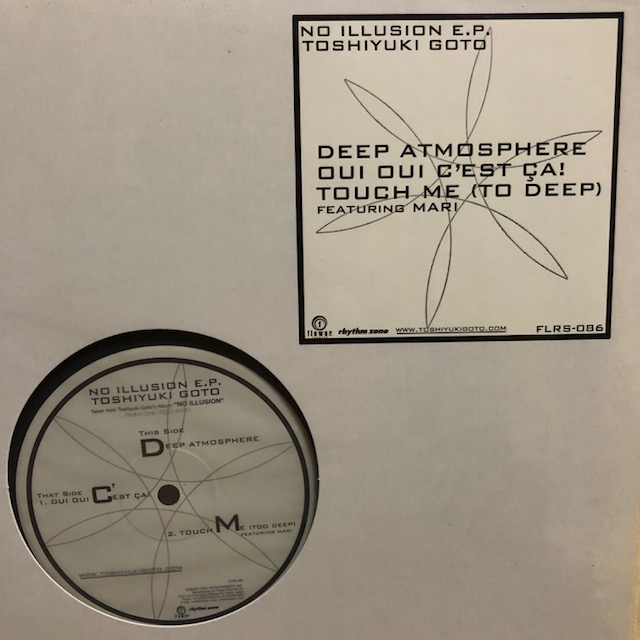 NO ILLUSION E.P.
TOSHIYUKI GOTO
DEEP ATMOSPHERE
OUI OUI C'EST ÇA!
TOUCH ME (TO DEEP)
FEATURING MARI
flower
rhythm zone
WWW.TOSHIYUKIGOTO.COM
FLRS-086
NO ILLUSION E.P.
TOSHIYUKI GOTO
Taken from Toshiyuki Goto's Album "NO ILLUSION"
THIS SIDE
DEEP ATMOSPHERE
THAT SIDE
1. OUI OUI C'EST ÇA!
2. TOUCH ME (TOO DEEP)
FEATURING MARI
WWW.TOSHIYUKIGOTO.COM
rhythm zone